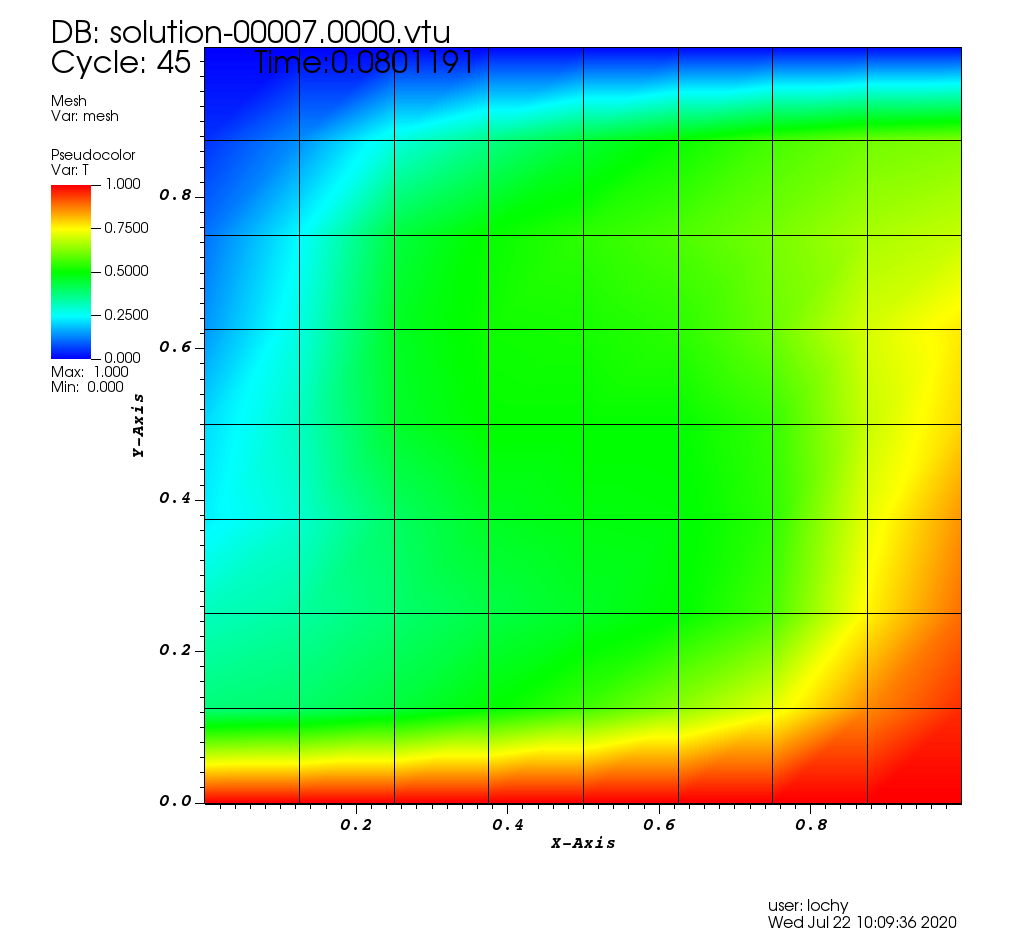 DB: solution-00007.0000.vtu
Cycle: 45 Time:0.0801191
Mesh
Var: mesh
Pseudocolor
Var: T
1.000
0.7500
0.5000
0.2500
0.000
Max: 1.000
Min: 0.000
Y-Axis
0.8
0.6
0.4
0.2
0.0
0.2 0.4 0.6 0.8
X-Axis
user: lochy
Wed Jul 22 10:09:36 2020